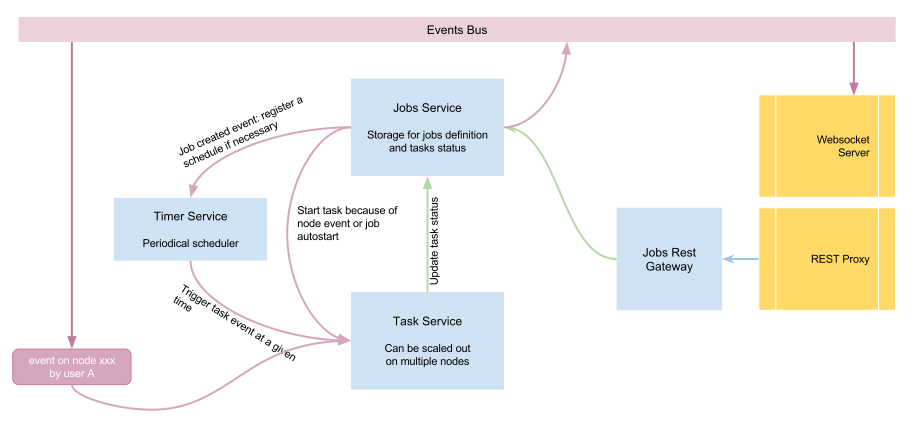 Events Bus
Jobs Service
Storage for jobs definition
and tasks status
Websocket
Server
Job created event: register a
schedule if necessary
Timer Service
Periodical scheduler
Start task because of
node event or job
autostart
Update task status
Jobs Rest
Gateway
REST Proxy
Trigger task event at a given
time
Task Service
Can be scaled out
on multiple nodes
event on node xxx
by user A